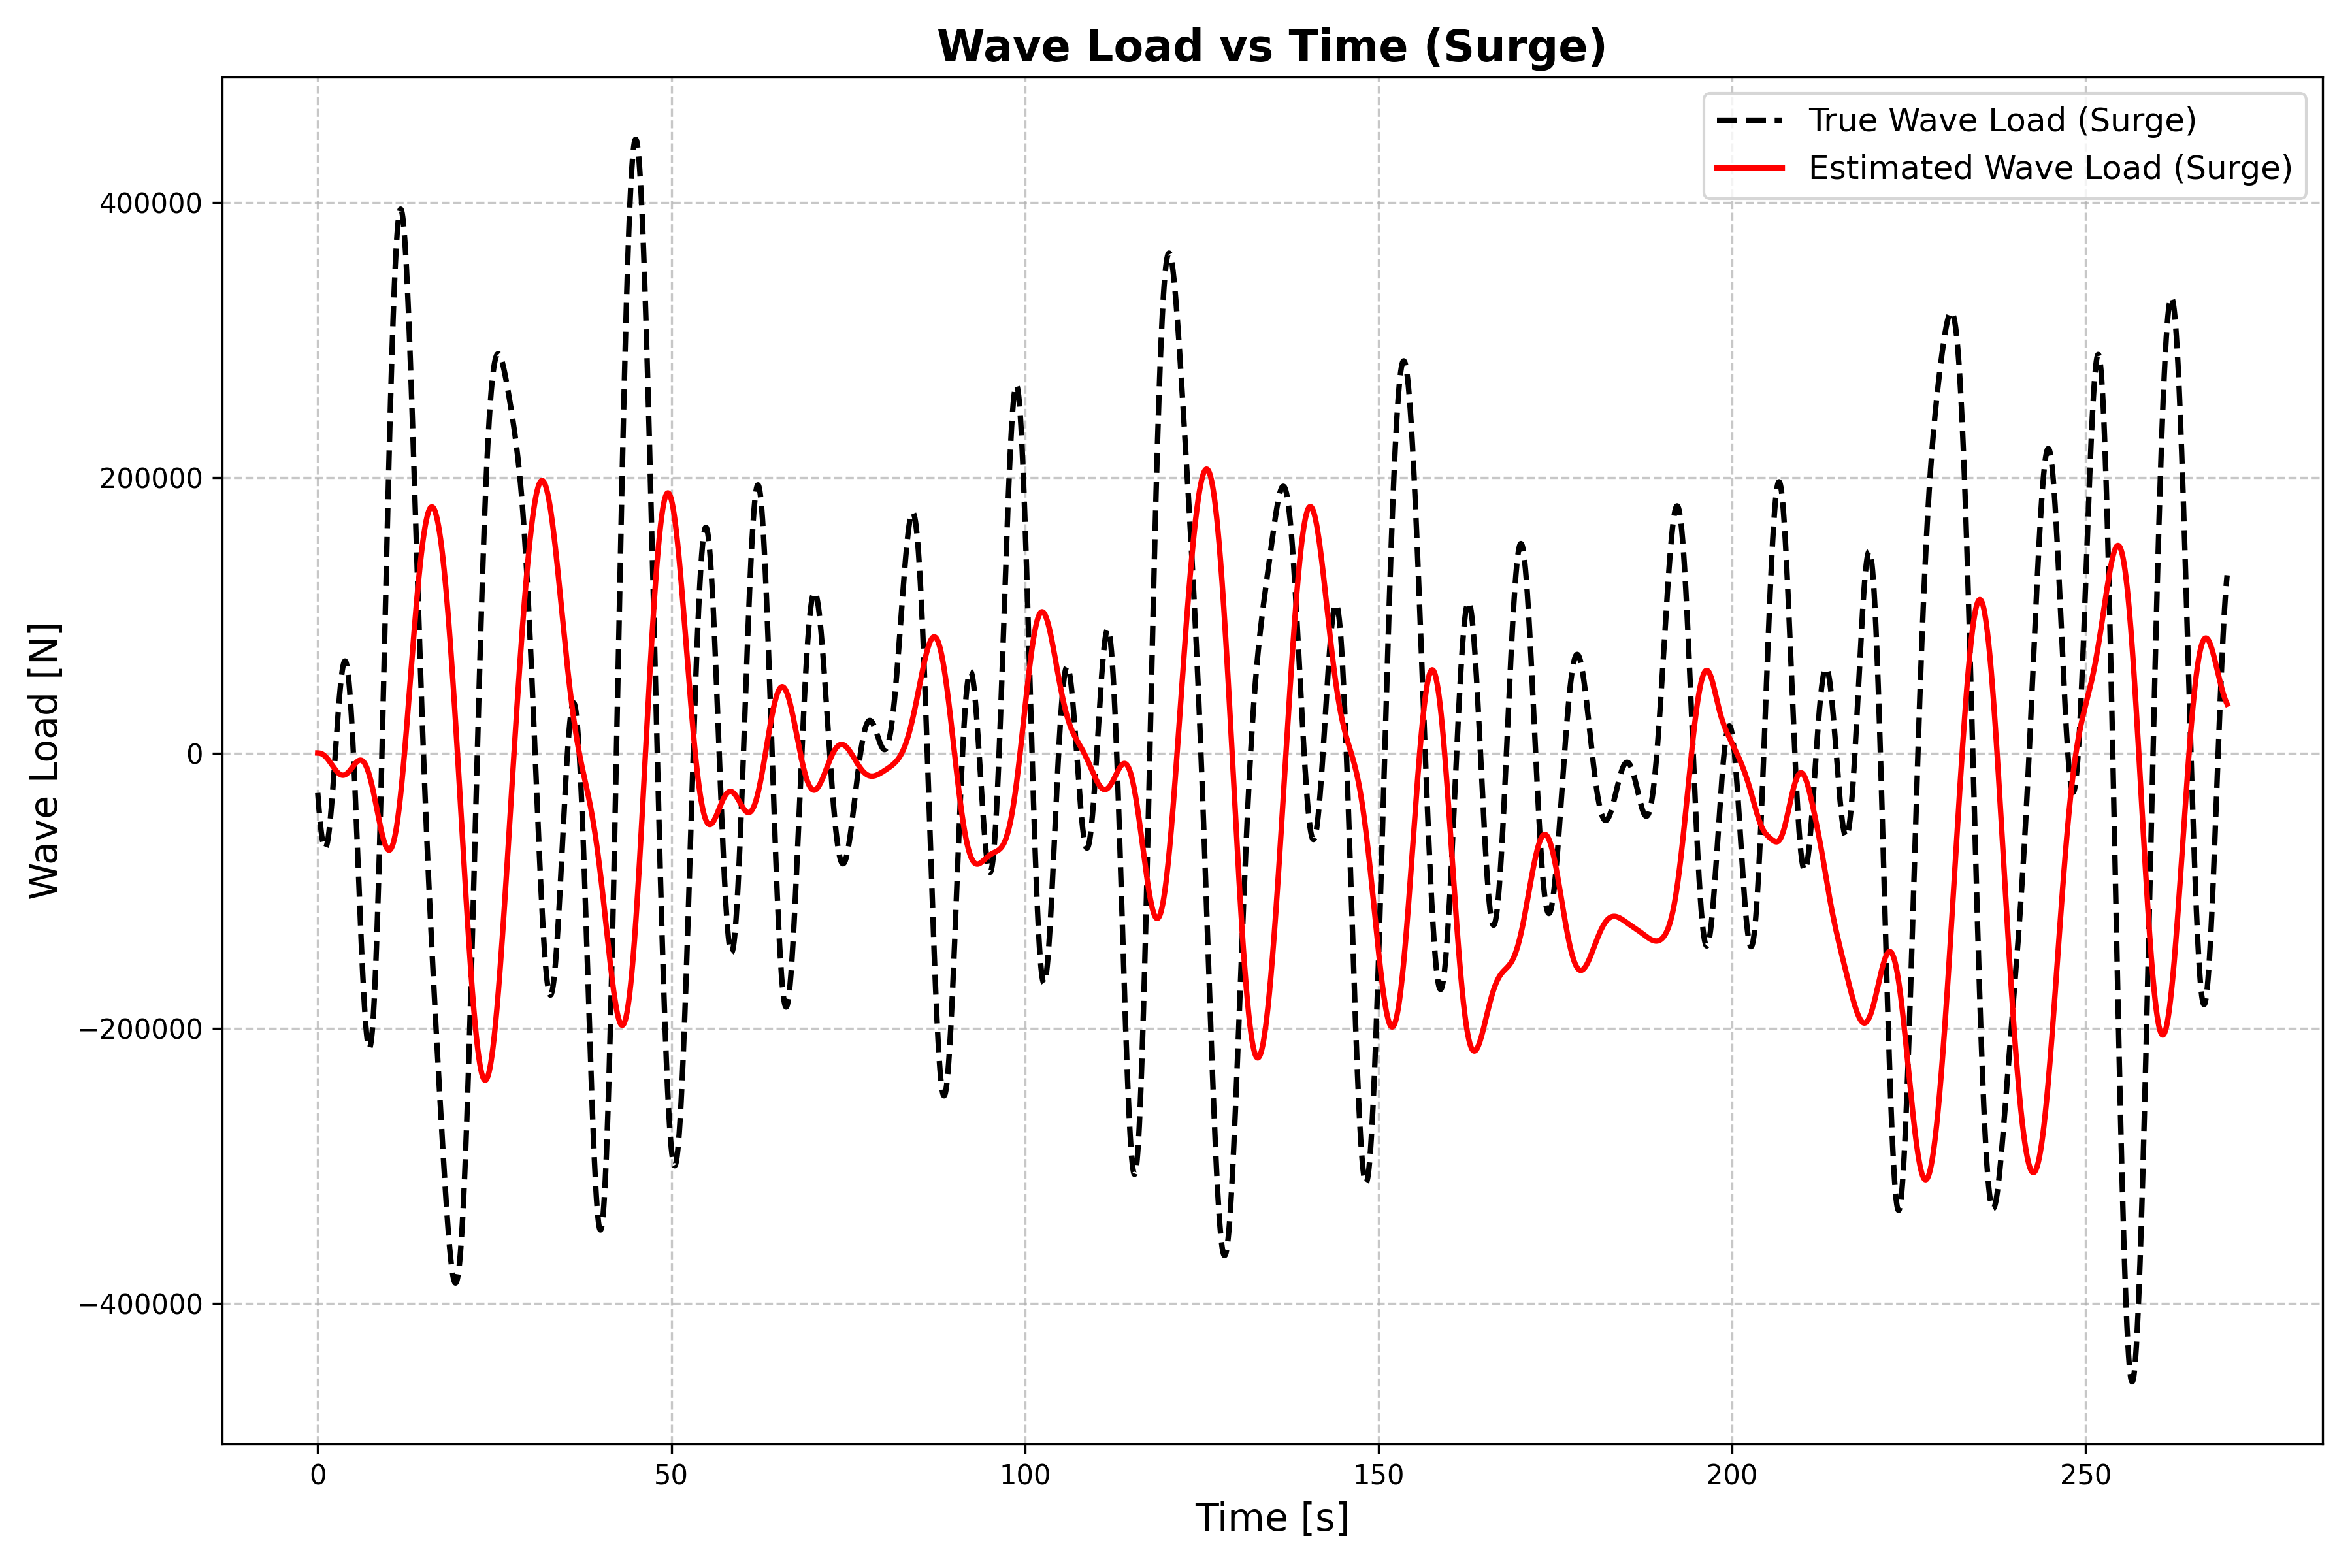 Wave Load vs Time (Surge)
True Wave Load (Surge)
Estimated Wave Load (Surge)
Wave Load [N]
400000
200000
0
−200000
−400000
0 50 100 150 200 250
Time [s]